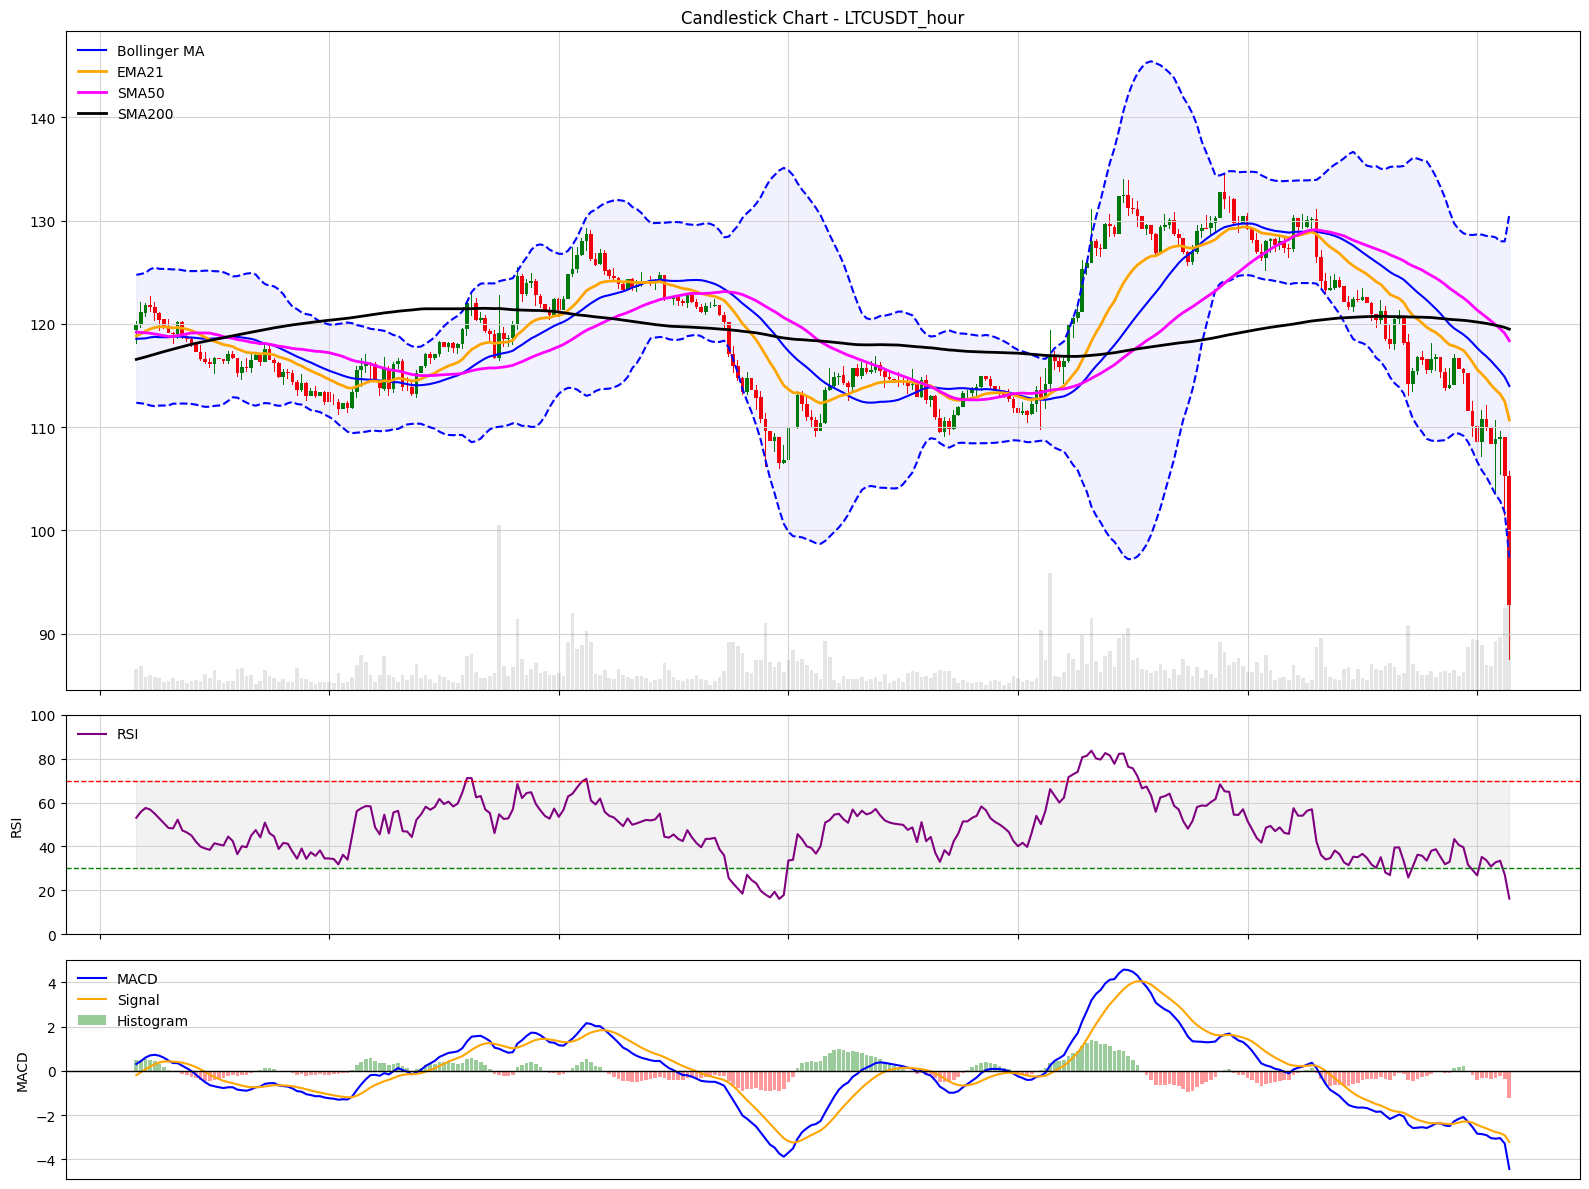 Candlestick Chart - LTCUSDT_hour
Bollinger MA
EMA21
SMA50
SMA200
140
130
120
110
100
90
RSI
100
80
60
40
20
0
RSI
MACD
Signal
Histogram
4
2
0
−2
−4
MACD